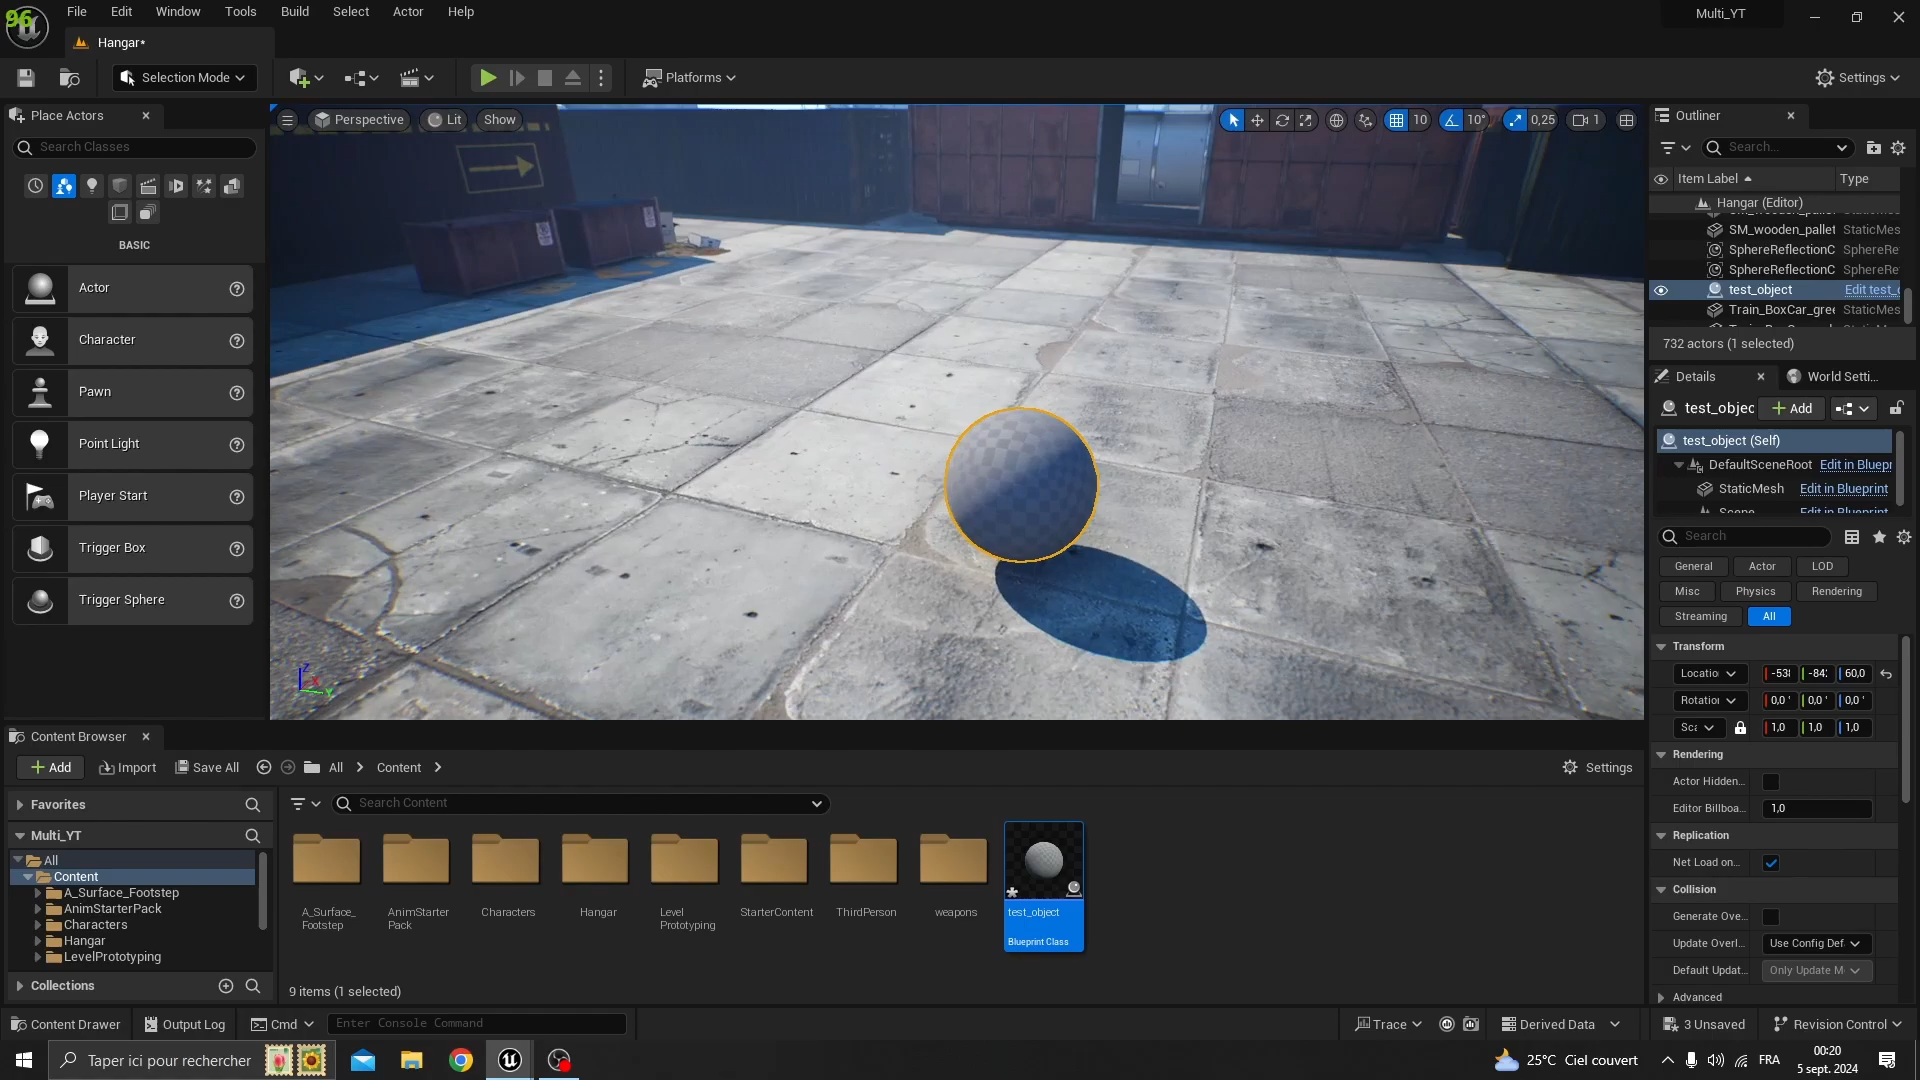 96
File Edit Window Tools Build Select Actor Help
Multi_YT
Hangar*
Selection Mode
Platforms
Settings
Place Actors
Search Classes
BASIC
Actor
Character
Pawn
Point Light
Player Start
Trigger Box
Trigger Sphere
Perspective Lit Show
10 10° 0,25 1
Z X Y
Outliner
Search...
Item Label Type
Hangar (Editor)
SM_wooden_pallet StaticMes
SphereReflectionC SphereRe
SphereReflectionC SphereRe
test_object Edit test_
Train_BoxCar_gree StaticMes
732 actors (1 selected)
Details World Setti...
test_objec Add
test_object (Self)
DefaultSceneRoot Edit in Bluepr
StaticMesh Edit in Blueprint
Scene Edit in Blueprint
Search
General Actor LOD
Misc Physics Rendering
Streaming All
Transform
Locatio -538 -842 60,0
Rotation 0,0 ° 0,0 ° 0,0 °
Sca 1,0 1,0 1,0
Rendering
Actor Hidden...
Editor Billboa... 1,0
Replication
Net Load on...
Collision
Generate Ove...
Update Overl... Use Config Def
Default Updat... Only Update M
Advanced
Content Browser
Add Import Save All All Content Settings
Favorites
Search Content
Multi_YT
All
Content
A_Surface_Footstep
AnimStarterPack
Characters
Hangar
LevelPrototyping
Collections
A_Surface_
Footstep
AnimStarter
Pack
Characters
Hangar
Level
Prototyping
StarterContent
ThirdPerson
weapons
test_object
Blueprint Class
9 items (1 selected)
Content Drawer Output Log Cmd Enter Console Command Trace Derived Data 3 Unsaved Revision Control
Taper ici pour rechercher
25°C Ciel couvert FRA
00:20
5 sept. 2024